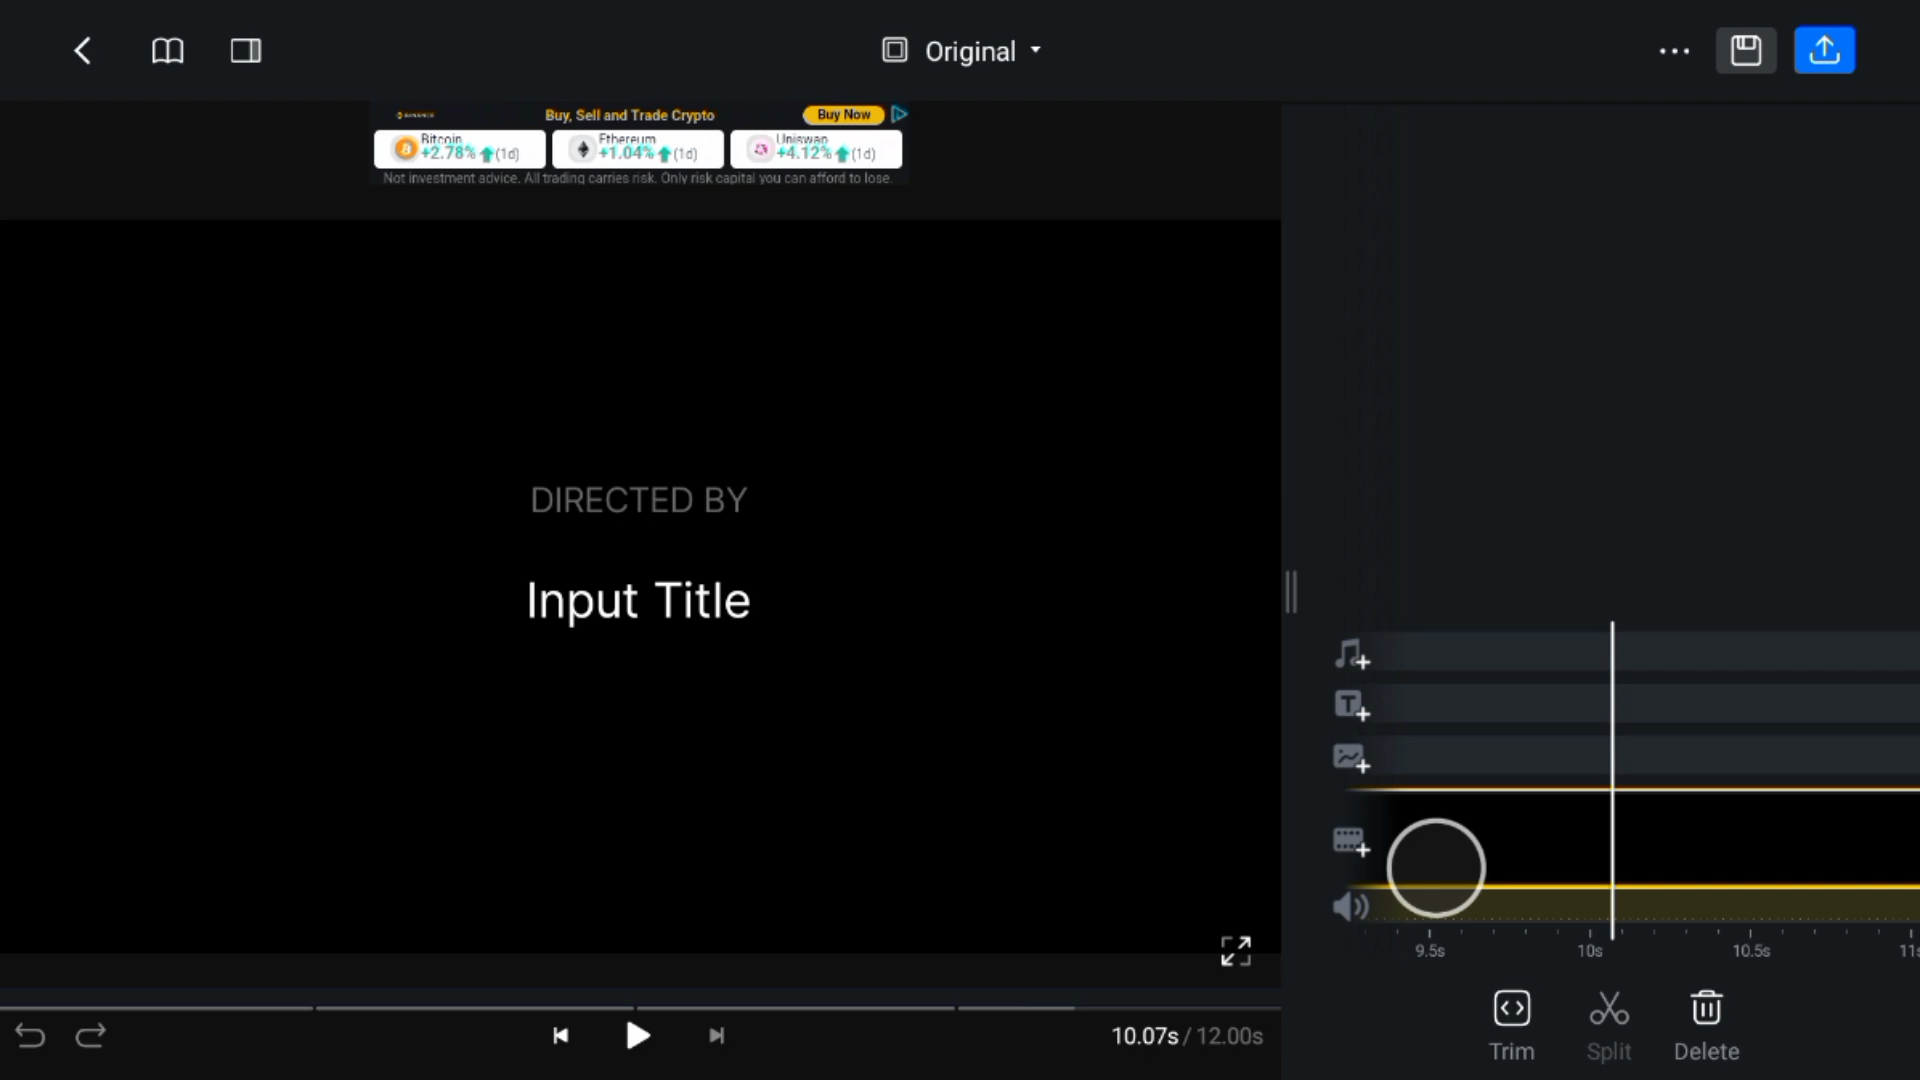 Original
BINANCE
Buy, Sell and Trade Crypto
Buy Now
Bitcoin
+2.78% (1d)
Ethereum
+1.04% (1d)
Uniswap
+4.12% (1d)
Not investment advice. All trading carries risk. Only risk capital you can afford to lose.
DIRECTED BY
Input Title
9.5s
10s
10.5s
11s
10.07s / 12.00s
Trim
Split
Delete